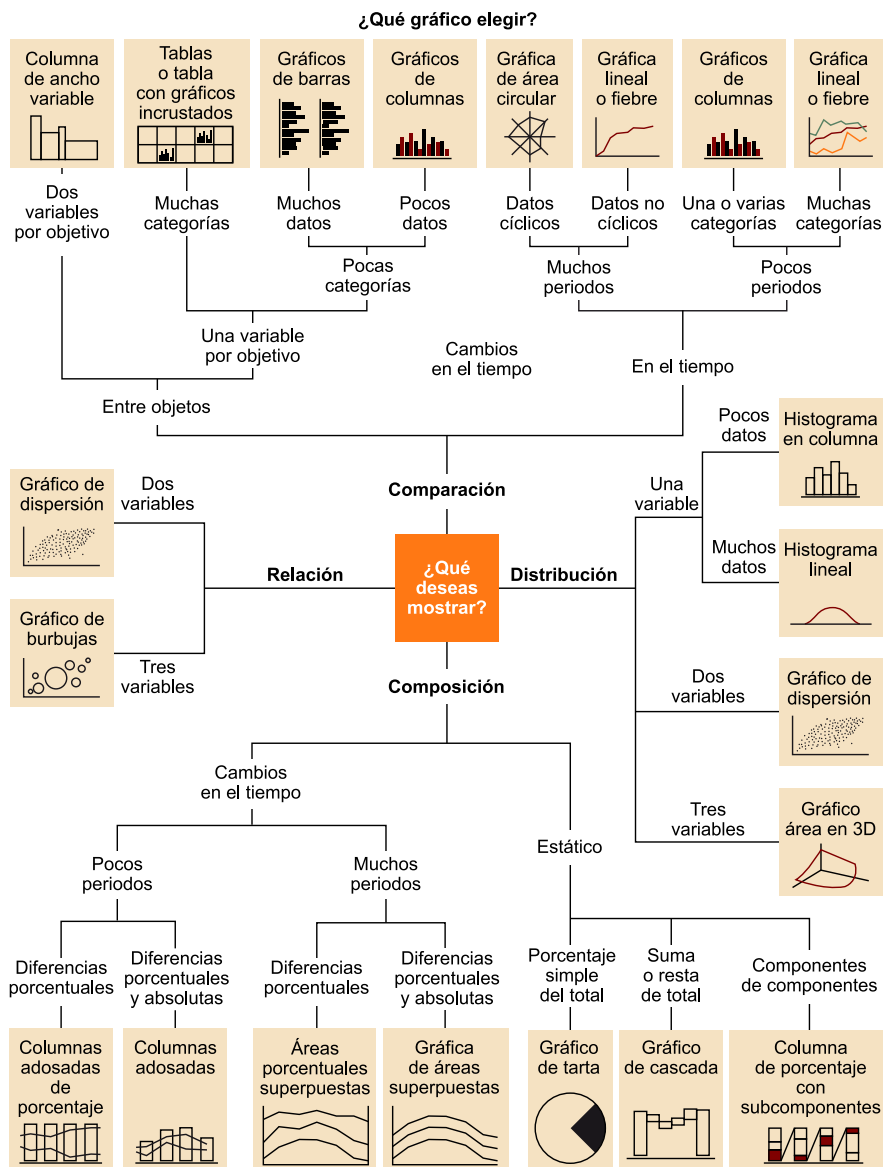 ¿Qué gráfico elegir?
Columna
de ancho
variable
Tablas
o tabla
con gráficos
incrustados
Gráficos
de barras
Gráficos
de
columnas
Gráfica
de área
circular
Gráfica
lineal
o fiebre
Gráficos
de
columnas
Gráfica
lineal
o fiebre
Dos
variables
por objetivo
Muchas
categorías
Muchos
datos
Pocos
datos
Datos
cíclicos
Datos no
cíclicos
Una o varias
categorías
Muchas
categorías
Pocas
categorías
Muchos
periodos
Pocos
periodos
Una variable
por objetivo
Cambios
en el tiempo
En el tiempo
Entre objetos
Comparación
Gráfico de
dispersión
Dos
variables
Relación
Gráfico de
burbujas
Tres
variables
¿Qué
deseas
mostrar?
Distribución
Una
variable
Pocos
datos
Histograma
en columna
Muchos
datos
Histograma
lineal
Dos
variables
Gráfico de
dispersión
Tres
variables
Gráfico
área en 3D
Composición
Cambios
en el tiempo
Estático
Pocos
periodos
Muchos
periodos
Diferencias
porcentuales
Diferencias
porcentuales
y absolutas
Diferencias
porcentuales
Diferencias
porcentuales
y absolutas
Porcentaje
simple
del total
Suma
o resta
de total
Componentes
de componentes
Columnas
adosadas
de
porcentaje
Columnas
adosadas
Áreas
porcentuales
superpuestas
Gráfica
de áreas
superpuestas
Gráfico
de tarta
Gráfico
de cascada
Columna
de porcentaje
con
subcomponentes